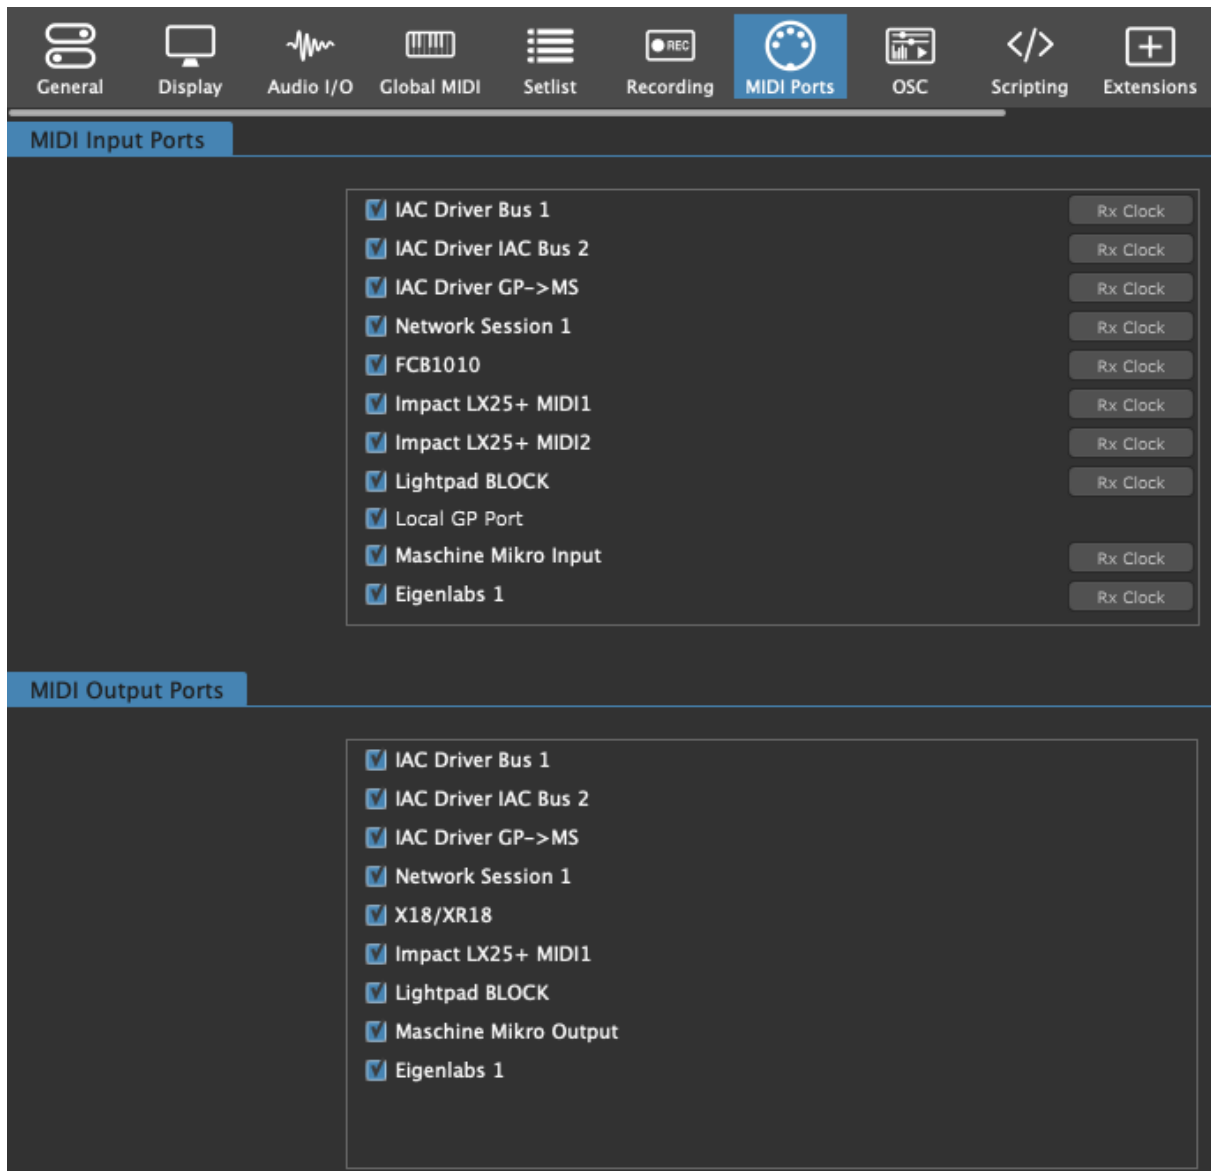 REC
General Display Audio I/O Global MIDI Setlist Recording MIDI Ports OSC Scripting Extensions
MIDI Input Ports
IAC Driver Bus 1 Rx Clock
IAC Driver IAC Bus 2 Rx Clock
IAC Driver GP->MS Rx Clock
Network Session 1 Rx Clock
FCB1010 Rx Clock
Impact LX25+ MIDI1 Rx Clock
Impact LX25+ MIDI2 Rx Clock
Lightpad BLOCK Rx Clock
Local GP Port
Maschine Mikro Input Rx Clock
Eigenlabs 1 Rx Clock
MIDI Output Ports
IAC Driver Bus 1
IAC Driver IAC Bus 2
IAC Driver GP->MS
Network Session 1
X18/XR18
Impact LX25+ MIDI1
Lightpad BLOCK
Maschine Mikro Output
Eigenlabs 1